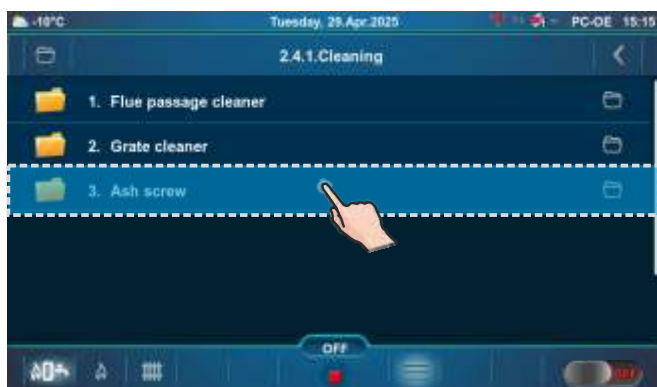 -10°C Tuesday, 29.Apr.2025 PC-OE 15:15
2.4.1.Cleaning
1. Flue passage cleaner
2. Grate cleaner
3. Ash screw
OFF
OFF